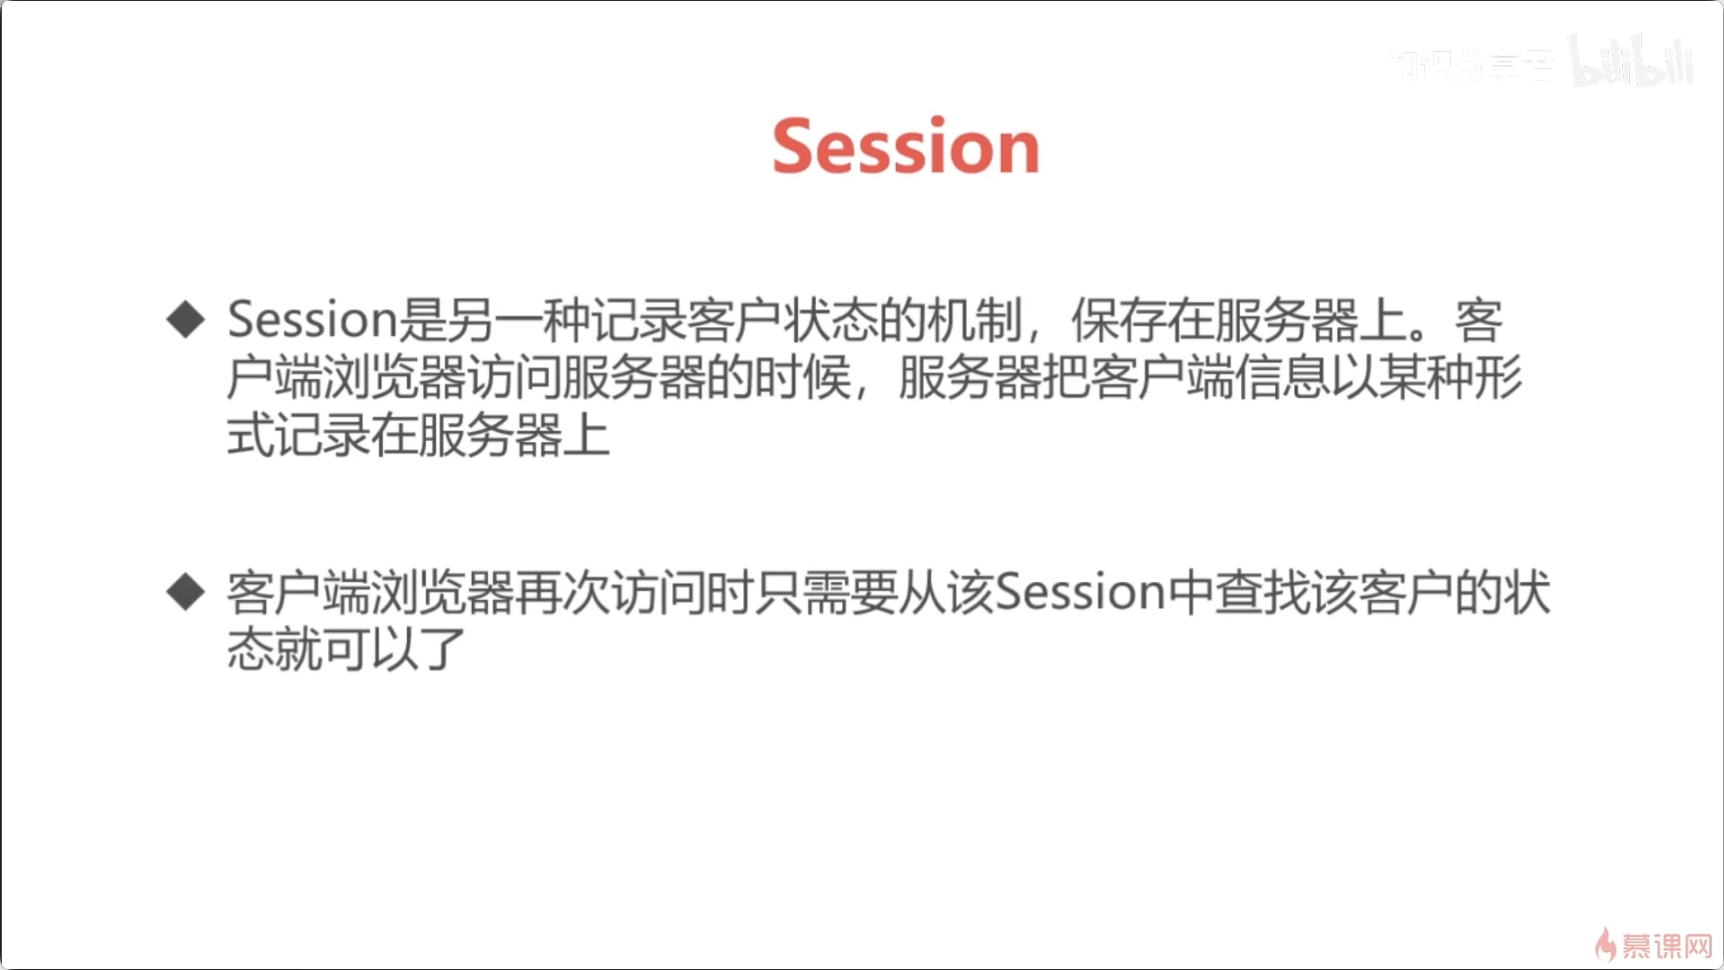 bilibili
Session
◆ Session是另一种记录客户状态的机制，保存在服务器上。客
户端浏览器访问服务器的时候，服务器把客户端信息以某种形
式记录在服务器上
◆ 客户端浏览器再次访问时只需要从该Session中查找该客户的状
态就可以了
慕课网